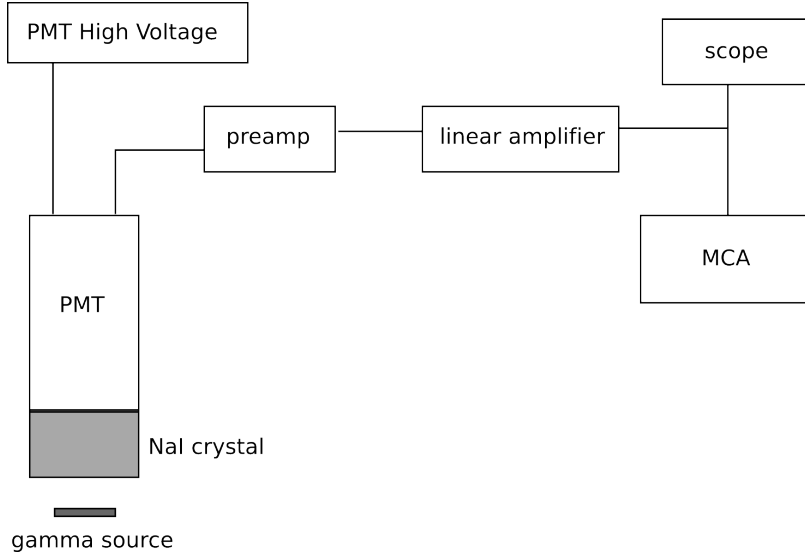 PMT High Voltage
scope
preamp
linear amplifier
MCA
PMT
NaI crystal
gamma source